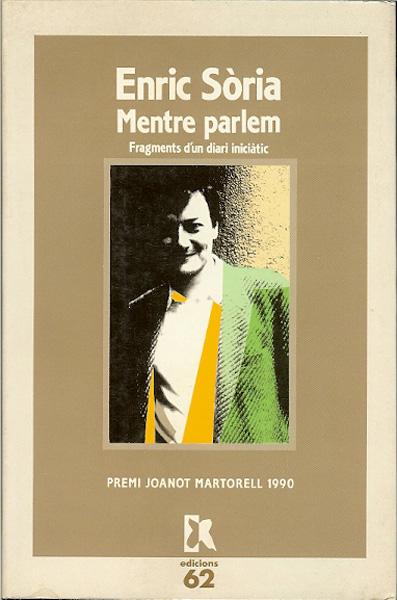 Enric Sòria
Mentre parlem
Fragments d'un diari iniciàtic
PREMI JOANOT MARTORELL 1990
edicions
62